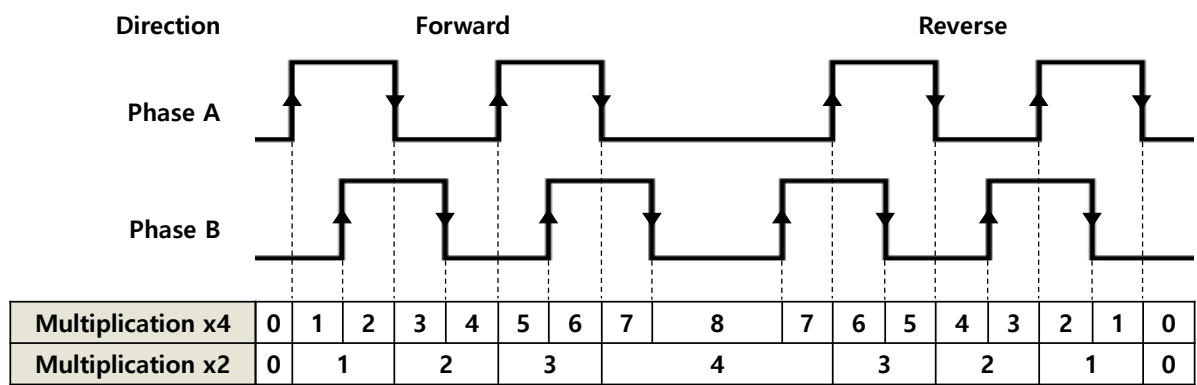 Direction Forward Reverse
Phase A
Phase B
Multiplication x4 0 1 2 3 4 5 6 7 8 7 6 5 4 3 2 1 0
Multiplication x2 0 1 2 3 4 3 2 1 0